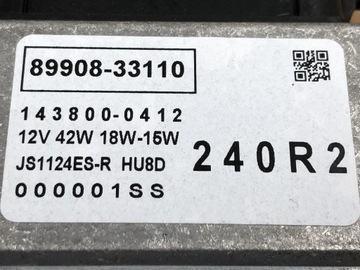 89908-33110
143800-0412
12V 42W 18W-15W
JS1124ES-R HU8D
240R2
000001SS